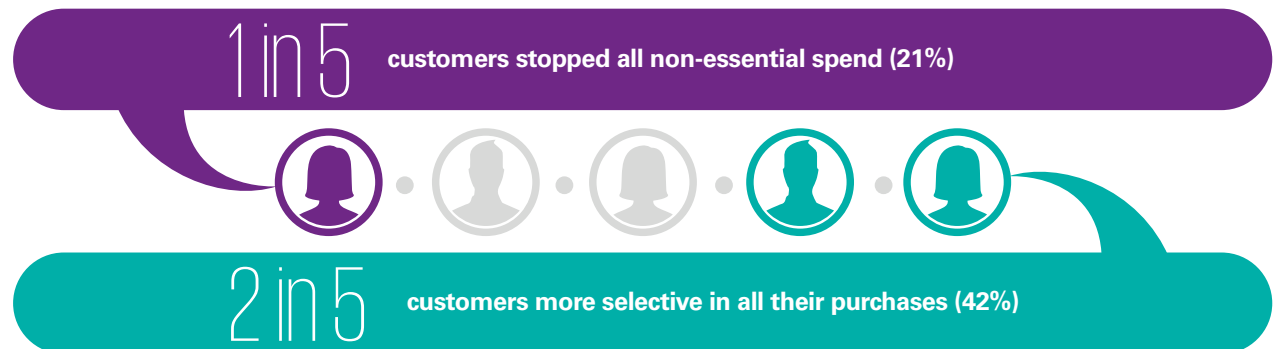 1 in 5 customers stopped all non-essential spend (21%)
2 in 5 customers more selective in all their purchases (42%)